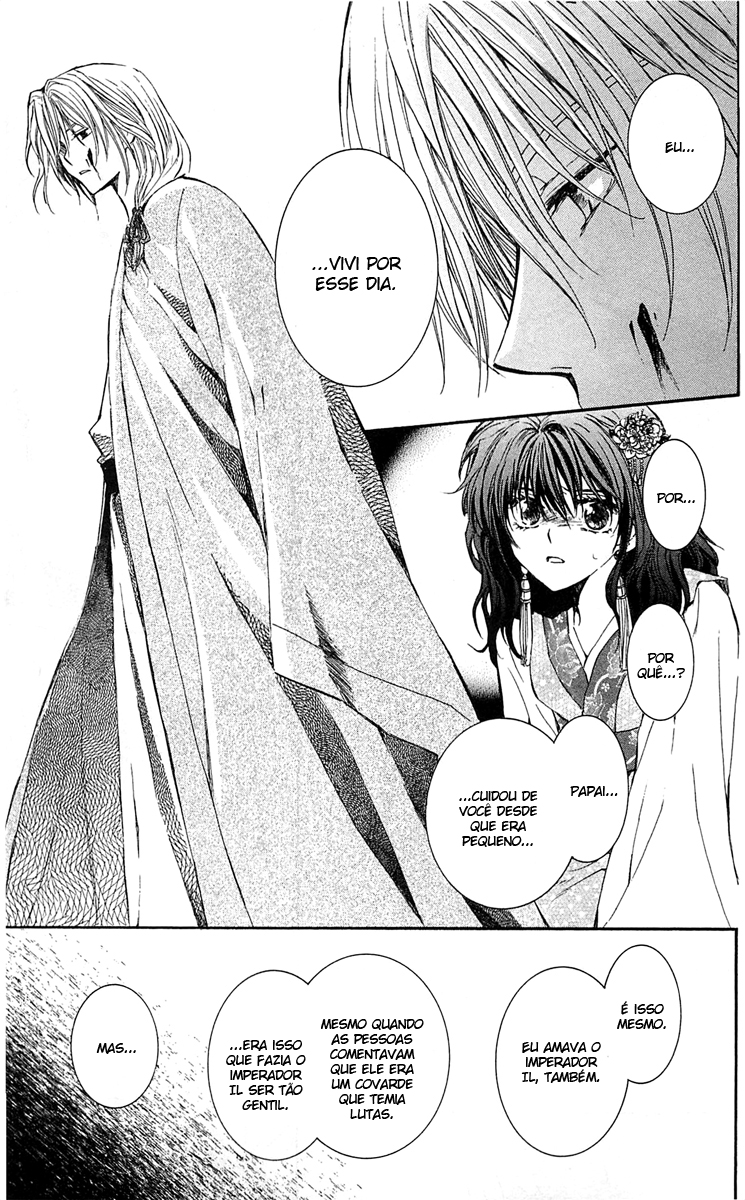 EU...
...VIVI POR
ESSE DIA.
POR...
POR
QUÊ...?
PAPAI...
...CUIDOU DE
VOCÊ DESDE
QUE ERA
PEQUENO...
É ISSO
MESMO.
EU AMAVA O
IMPERADOR
IL, TAMBÉM.
MESMO QUANDO
AS PESSOAS
COMENTAVAM
QUE ELE ERA
UM COVARDE
QUE TEMIA
LUTAS.
...ERA ISSO
QUE FAZIA O
IMPERADOR
IL SER TÃO
GENTIL.
MAS...